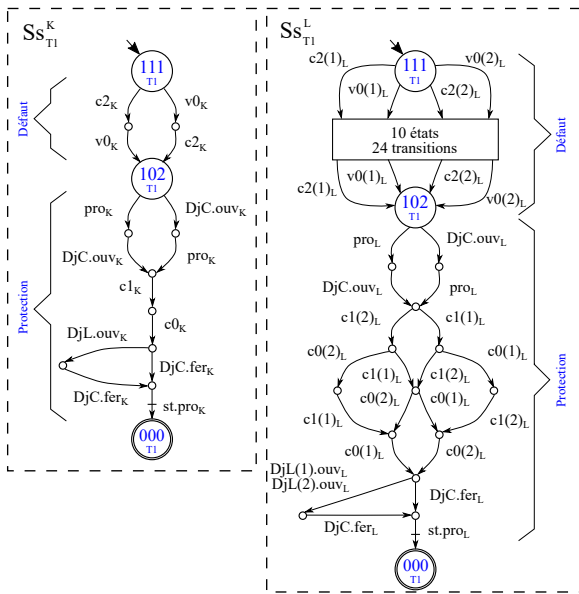 Ss_T1^K
111
T1
c2_K
v0_K
v0_K
c2_K
Défaut
102
T1
pro_K
DjC.ouv_K
DjC.ouv_K
pro_K
c1_K
c0_K
DjL.ouv_K
DjC.fer_K
DjC.fer_K
st.pro_K
Protection
000
T1
Ss_T1^L
111
T1
c2(1)_L
v0(2)_L
v0(1)_L
c2(2)_L
10 états
24 transitions
c2(1)_L
v0(1)_L
c2(2)_L
v0(2)_L
Défaut
102
T1
pro_L
DjC.ouv_L
DjC.ouv_L
pro_L
c1(2)_L
c1(1)_L
c0(2)_L
c0(1)_L
c1(1)_L
c1(2)_L
c0(2)_L
c0(1)_L
c1(1)_L
c1(2)_L
c0(1)_L
c0(2)_L
DjL(1).ouv_L
DjL(2).ouv_L
DjC.fer_L
DjC.fer_L
st.pro_L
Protection
000
T1